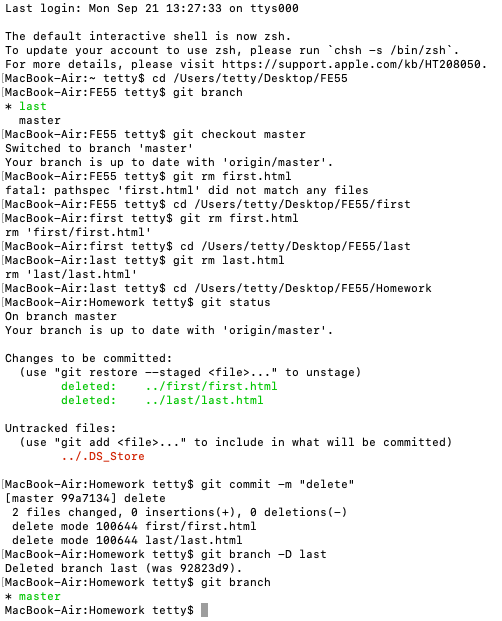 Last login: Mon Sep 21 13:27:33 on ttys000

The default interactive shell is now zsh.
To update your account to use zsh, please run `chsh -s /bin/zsh`.
For more details, please visit https://support.apple.com/kb/HT208050.
[MacBook-Air:~ tetty$ cd /Users/tetty/Desktop/FE55
[MacBook-Air:FE55 tetty$ git branch
* last
  master
[MacBook-Air:FE55 tetty$ git checkout master
Switched to branch 'master'
Your branch is up to date with 'origin/master'.
[MacBook-Air:FE55 tetty$ git rm first.html
fatal: pathspec 'first.html' did not match any files
[MacBook-Air:FE55 tetty$ cd /Users/tetty/Desktop/FE55/first
[MacBook-Air:first tetty$ git rm first.html
rm 'first/first.html'
[MacBook-Air:first tetty$ cd /Users/tetty/Desktop/FE55/last
[MacBook-Air:last tetty$ git rm last.html
rm 'last/last.html'
[MacBook-Air:last tetty$ cd /Users/tetty/Desktop/FE55/Homework
[MacBook-Air:Homework tetty$ git status
On branch master
Your branch is up to date with 'origin/master'.

Changes to be committed:
  (use "git restore --staged <file>..." to unstage)
        deleted:    ../first/first.html
        deleted:    ../last/last.html

Untracked files:
  (use "git add <file>..." to include in what will be committed)
        ../.DS_Store

[MacBook-Air:Homework tetty$ git commit -m "delete"
[master 99a7134] delete
 2 files changed, 0 insertions(+), 0 deletions(-)
 delete mode 100644 first/first.html
 delete mode 100644 last/last.html
[MacBook-Air:Homework tetty$ git branch -D last
Deleted branch last (was 92823d9).
[MacBook-Air:Homework tetty$ git branch
* master
MacBook-Air:Homework tetty$